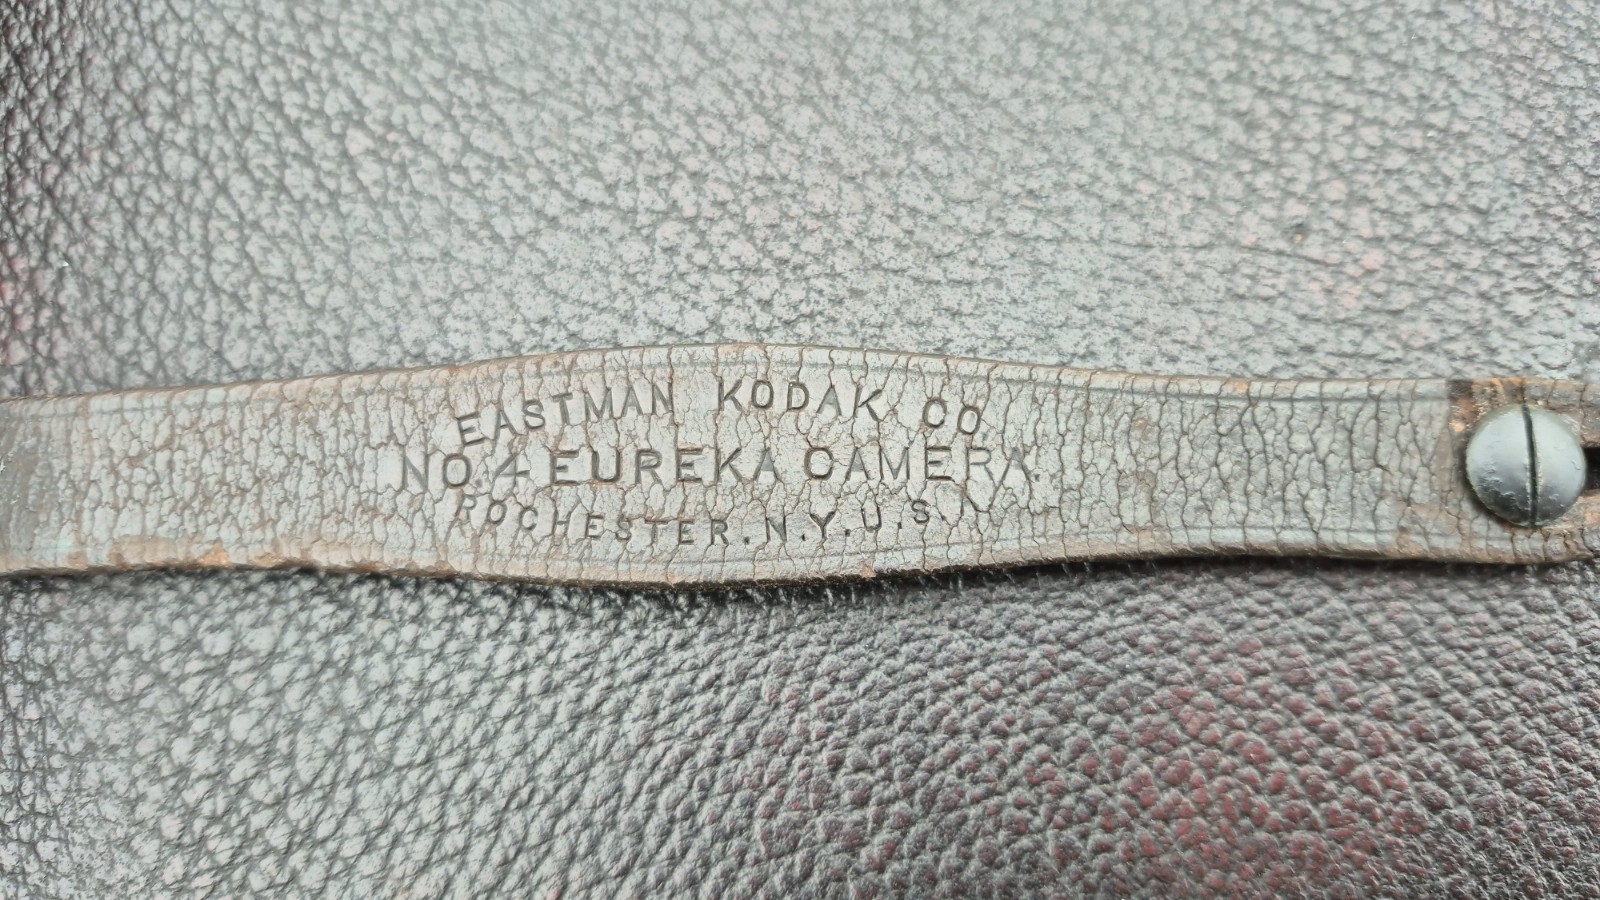 EASTMAN KODAK CO.
NO. 4 EUREKA CAMERA.
ROCHESTER. N.Y. U.S.A.